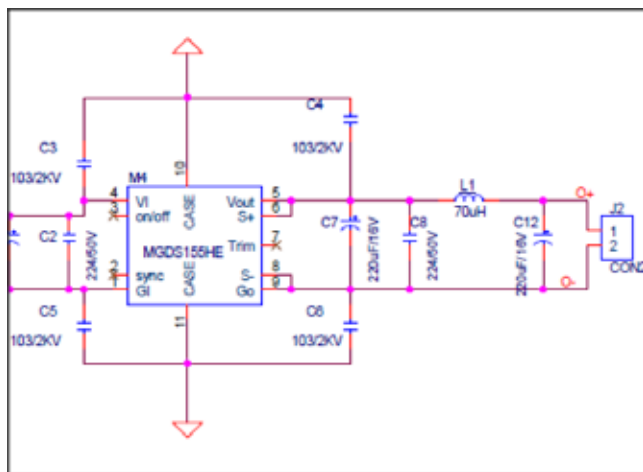 C4
103/2KV
C3
103/2KV
M4
10
4
VI
CASE
Vout
5
3
on/off
S+
6
MGDS155HE
Trim
7
2
sync
CASE
S-
8
1
GI
Go
9
11
C2
224/50V
C7
220uF/16V
C8
224/50V
L1
70uH
C12
220uF/16V
O+
O-
J2
1
2
CON2
C5
103/2KV
C6
103/2KV